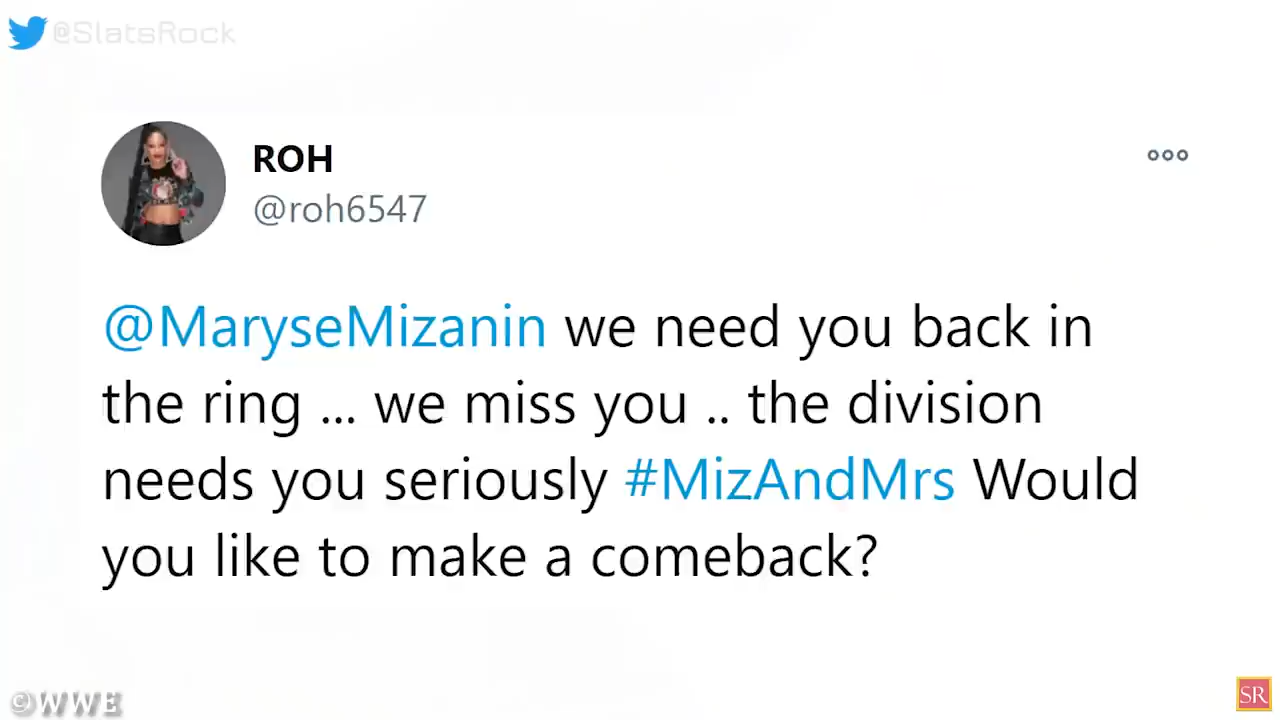 @SlatsRock
ROH
@roh6547
@MaryseMizanin we need you back in
the ring ... we miss you .. the division
needs you seriously #MizAndMrs Would
you like to make a comeback?
©WWE
SR